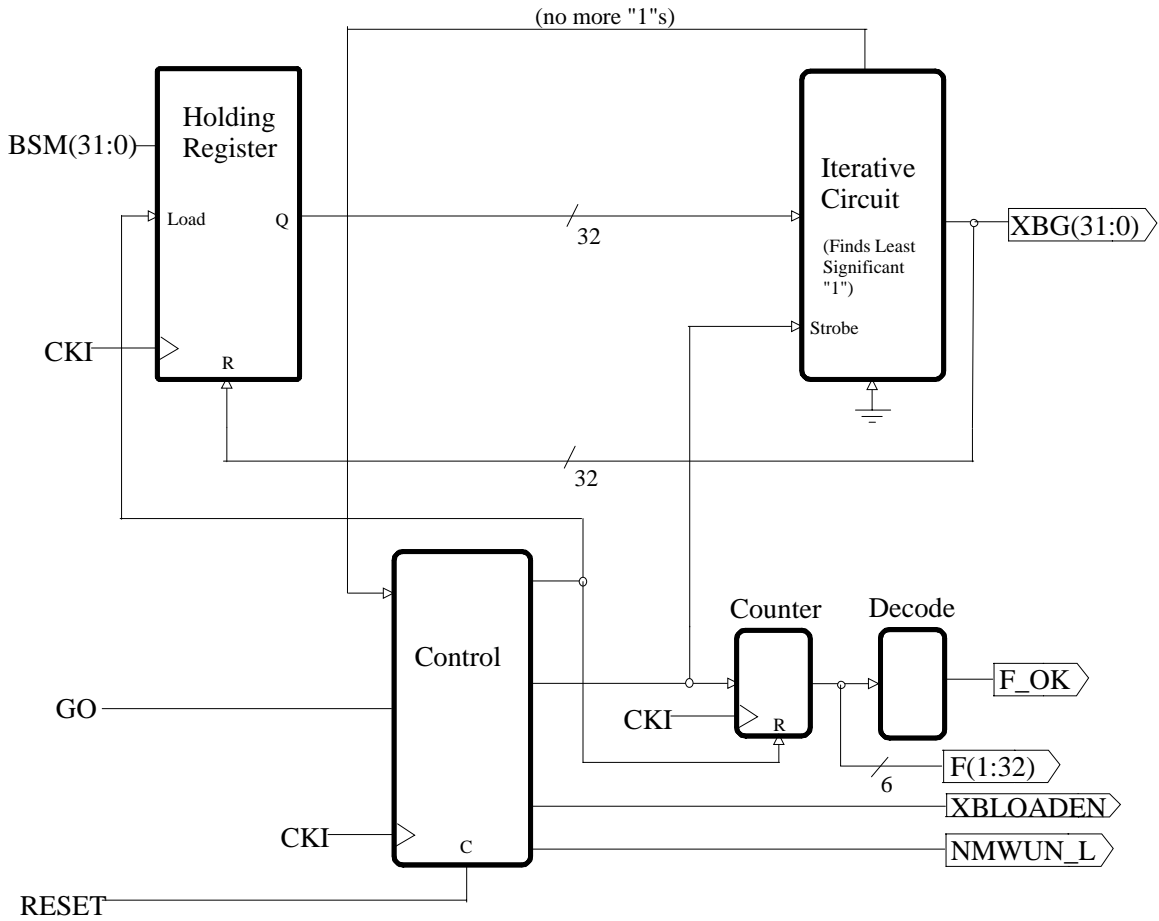 (no more "1"s)
Holding
Register
BSM(31:0)
Load
Q
32
Iterative
Circuit
(Finds Least
Significant
"1")
XBG(31:0)
Strobe
CKI
R
32
Control
Counter
Decode
F_OK
GO
CKI
R
F(1:32)
6
XBLOADEN
CKI
C
NMWUN_L
RESET